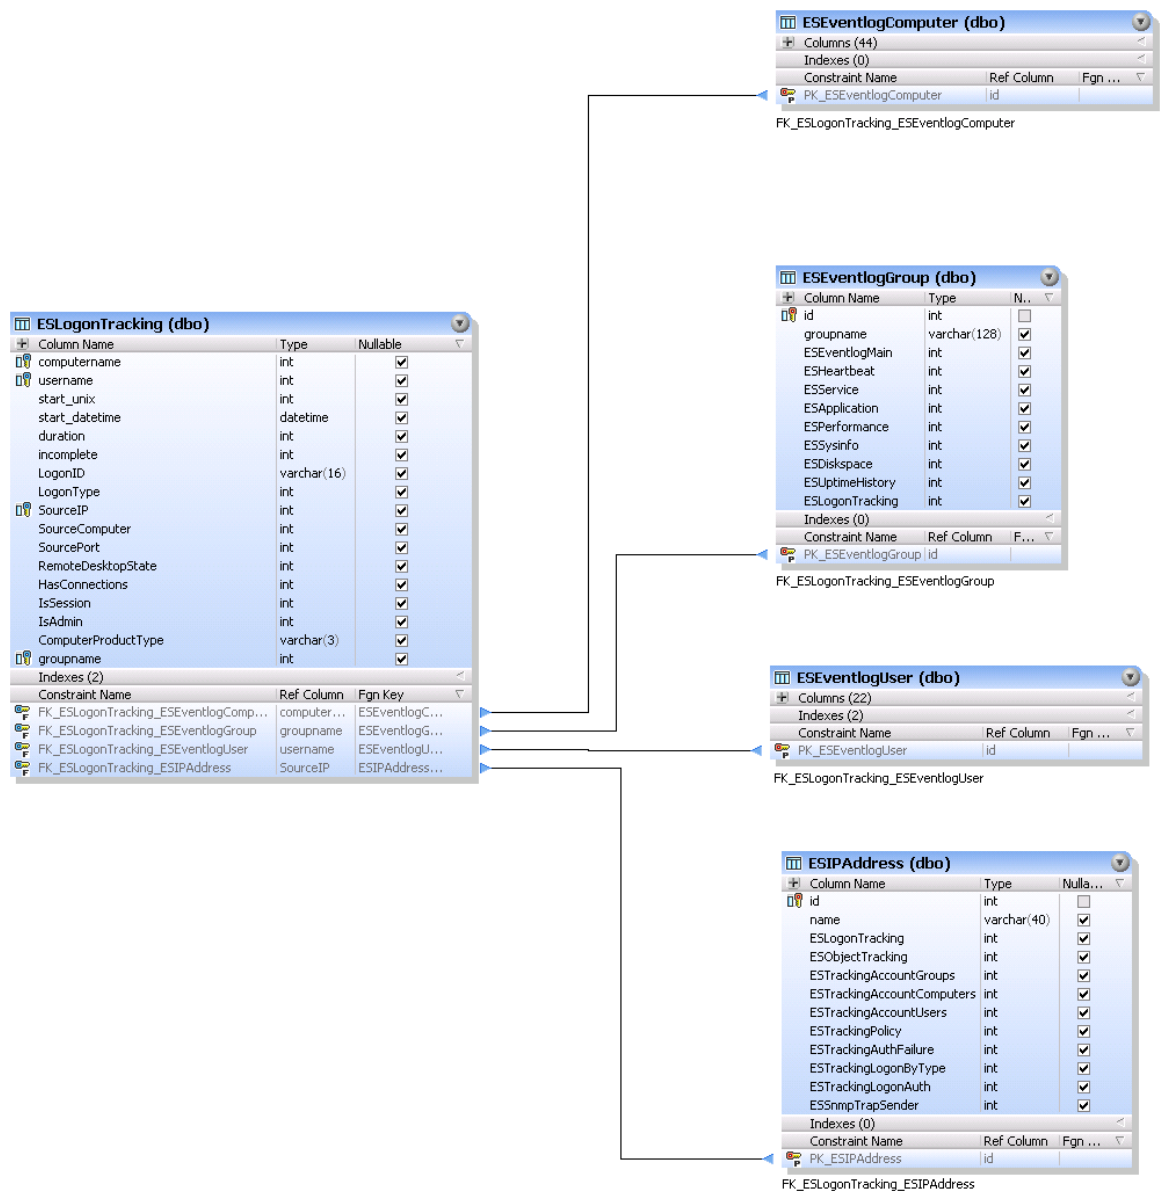 ESEventlogComputer (dbo)
Columns (44)
Indexes (0)
Constraint Name Ref Column Fgn ...
PK_ESEventlogComputer id
FK_ESLogonTracking_ESEventlogComputer
ESEventlogGroup (dbo)
Column Name Type N..
id int
groupname varchar(128)
ESEventlogMain int
ESHeartbeat int
ESService int
ESApplication int
ESPerformance int
ESSysinfo int
ESDiskspace int
ESUptimeHistory int
ESLogonTracking int
Indexes (0)
Constraint Name Ref Column F...
PK_ESEventlogGroup id
FK_ESLogonTracking_ESEventlogGroup
ESLogonTracking (dbo)
Column Name Type Nullable
computername int
username int
start_unix int
start_datetime datetime
duration int
incomplete int
LogonID varchar(16)
LogonType int
SourceIP int
SourceComputer int
SourcePort int
RemoteDesktopState int
HasConnections int
IsSession int
IsAdmin int
ComputerProductType varchar(3)
groupname int
Indexes (2)
Constraint Name Ref Column Fgn Key
FK_ESLogonTracking_ESEventlogComp... computer... ESEventlogC...
FK_ESLogonTracking_ESEventlogGroup groupname ESEventlogG...
FK_ESLogonTracking_ESEventlogUser username ESEventlogU...
FK_ESLogonTracking_ESIPAddress SourceIP ESIPAddress...
ESEventlogUser (dbo)
Columns (22)
Indexes (2)
Constraint Name Ref Column Fgn ...
PK_ESEventlogUser id
FK_ESLogonTracking_ESEventlogUser
ESIPAddress (dbo)
Column Name Type Nulla...
id int
name varchar(40)
ESLogonTracking int
ESObjectTracking int
ESTrackingAccountGroups int
ESTrackingAccountComputers int
ESTrackingAccountUsers int
ESTrackingPolicy int
ESTrackingAuthFailure int
ESTrackingLogonByType int
ESTrackingLogonAuth int
ESSnmpTrapSender int
Indexes (0)
Constraint Name Ref Column Fgn ...
PK_ESIPAddress id
FK_ESLogonTracking_ESIPAddress